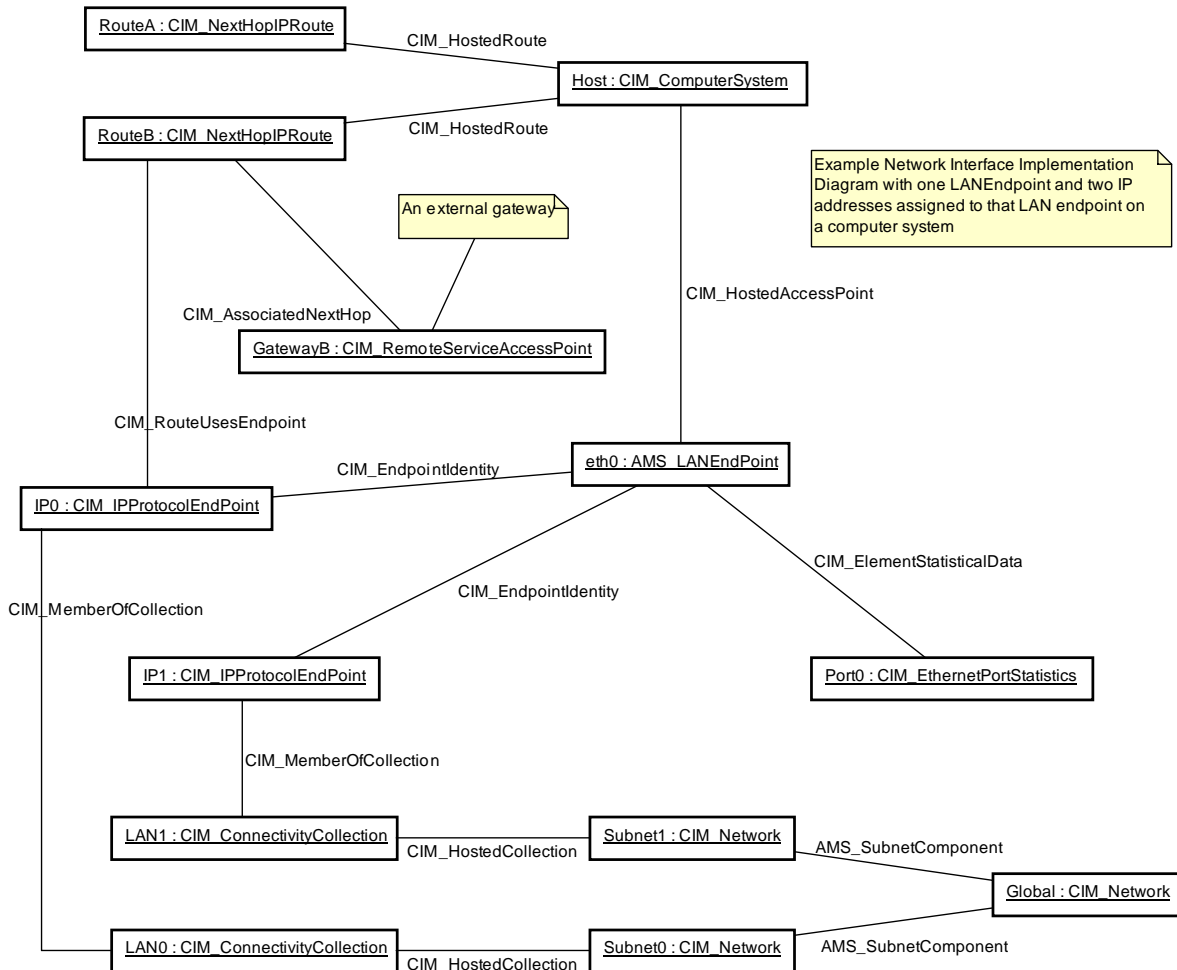 RouteA : CIM_NextHopIPRoute
CIM_HostedRoute
Host : CIM_ComputerSystem
RouteB : CIM_NextHopIPRoute
CIM_HostedRoute
Example Network Interface Implementation
Diagram with one LANEndpoint and two IP
addresses assigned to that LAN endpoint on
a computer system
An external gateway
CIM_HostedAccessPoint
CIM_AssociatedNextHop
GatewayB : CIM_RemoteServiceAccessPoint
CIM_RouteUsesEndpoint
eth0 : AMS_LANEndPoint
CIM_EndpointIdentity
IP0 : CIM_IPProtocolEndPoint
CIM_ElementStatisticalData
CIM_EndpointIdentity
CIM_MemberOfCollection
IP1 : CIM_IPProtocolEndPoint
Port0 : CIM_EthernetPortStatistics
CIM_MemberOfCollection
LAN1 : CIM_ConnectivityCollection
CIM_HostedCollection
Subnet1 : CIM_Network
AMS_SubnetComponent
Global : CIM_Network
LAN0 : CIM_ConnectivityCollection
CIM_HostedCollection
Subnet0 : CIM_Network
AMS_SubnetComponent